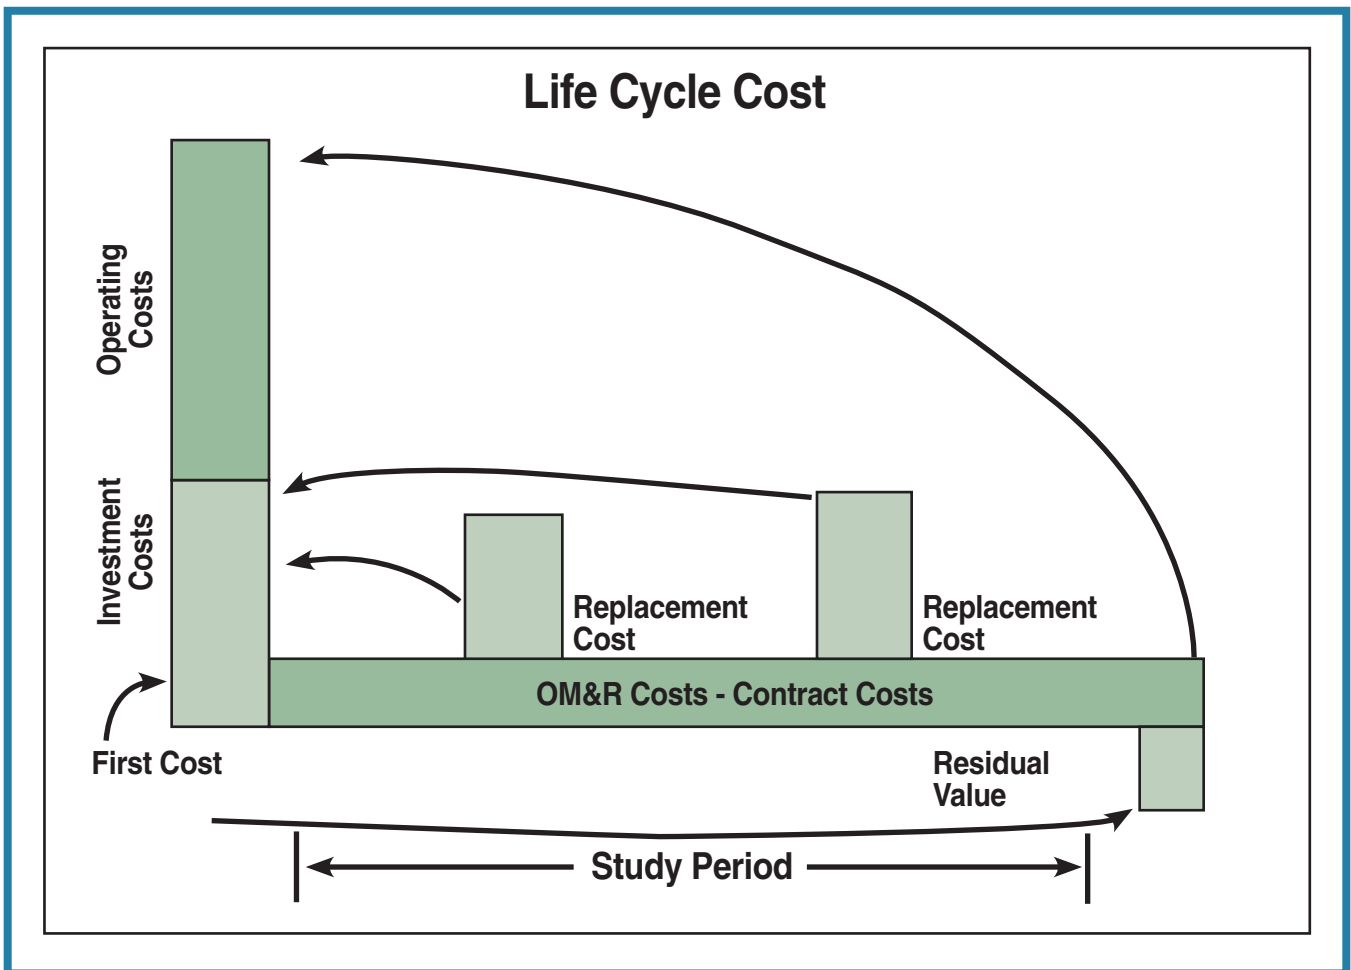 Life Cycle Cost
Operating
Costs
Investment
Costs
Replacement
Cost
Replacement
Cost
OM&R Costs - Contract Costs
First Cost
Residual
Value
Study Period